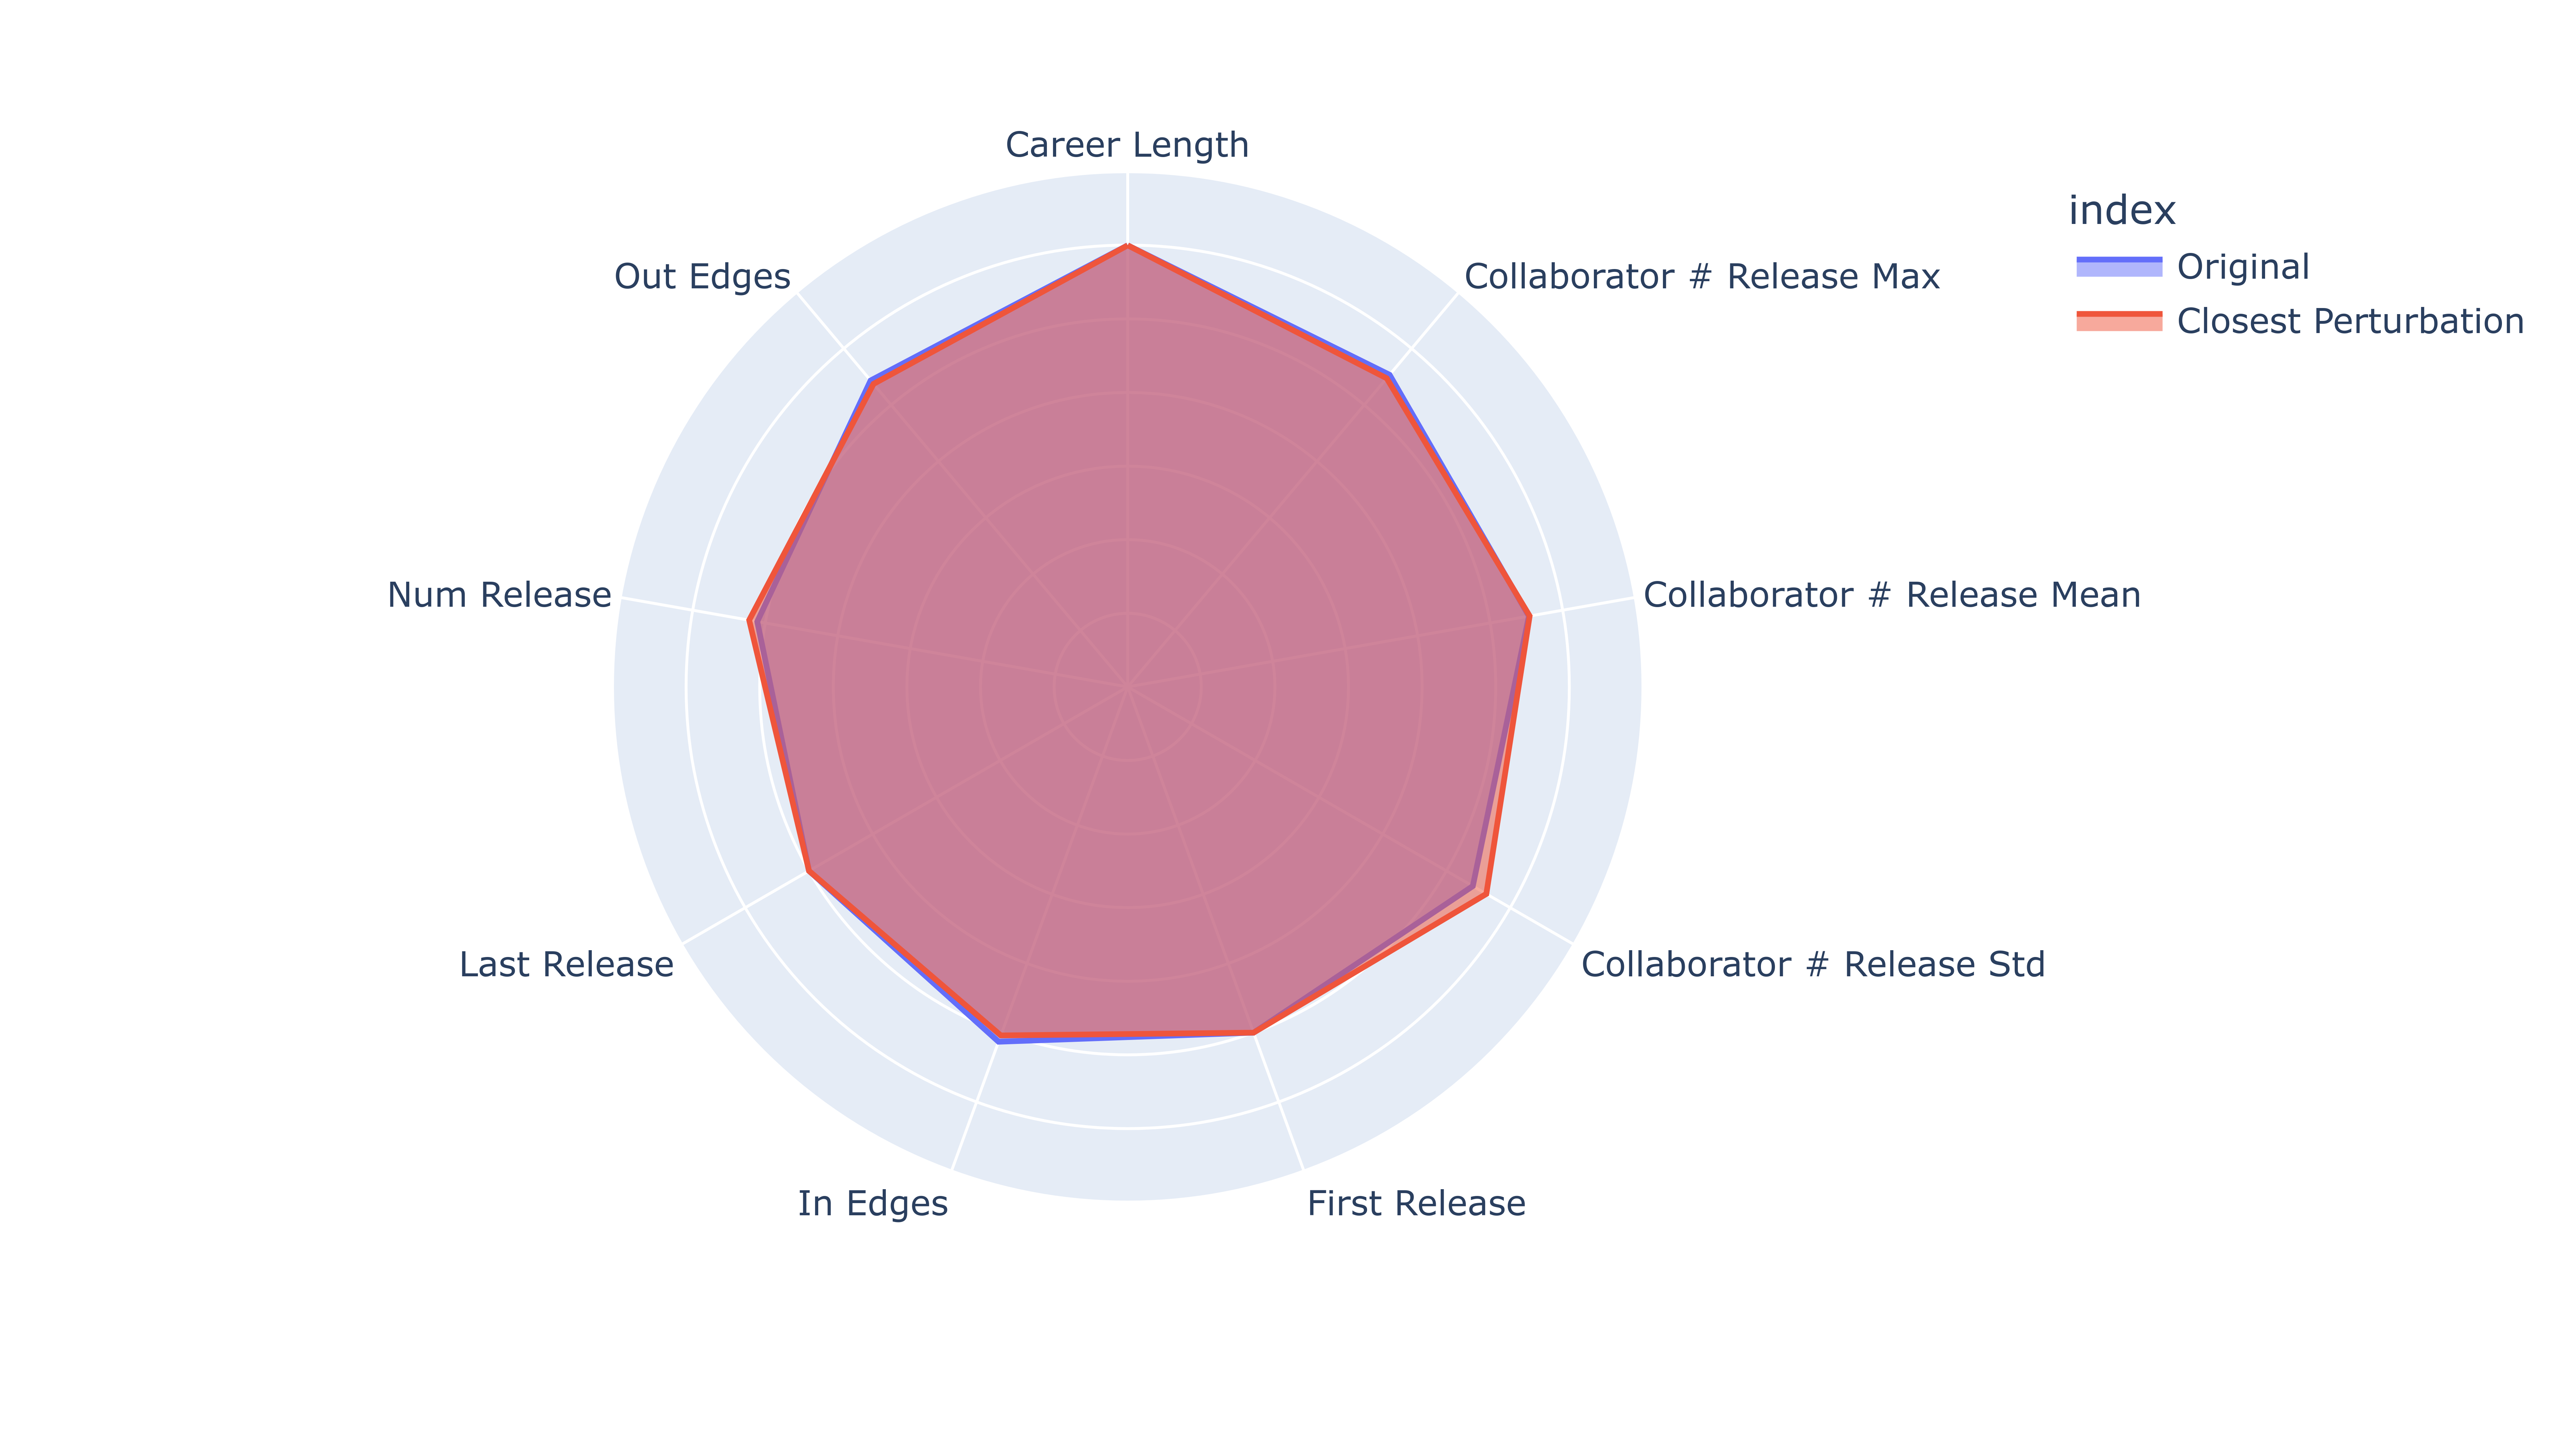 Career Length
Out Edges
Collaborator # Release Max
Num Release
Collaborator # Release Mean
Last Release
Collaborator # Release Std
In Edges
First Release
index
Original
Closest Perturbation